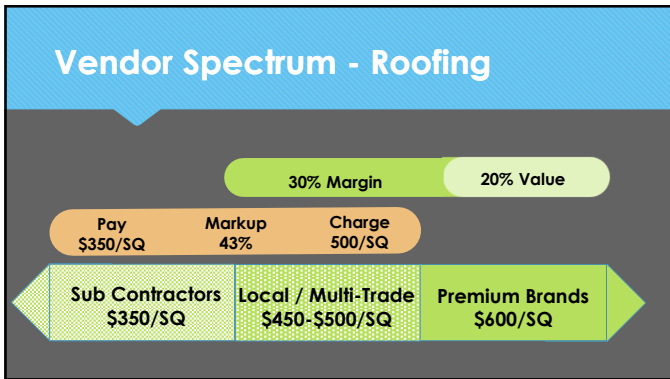 Vendor Spectrum - Roofing
30% Margin
20% Value
Pay
$350/SQ
Markup
43%
Charge
500/SQ
Sub Contractors
$350/SQ
Local / Multi-Trade
$450-$500/SQ
Premium Brands
$600/SQ